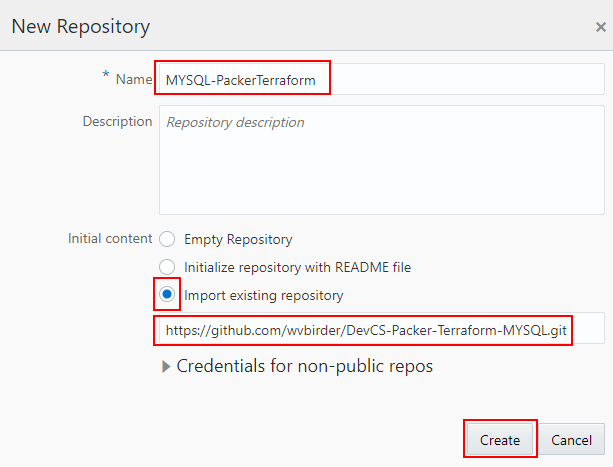 New Repository
×
* Name MYSQL-PackerTerraform
Description Repository description
Initial content Empty Repository
Initialize repository with README file
Import existing repository
https://github.com/wvbirder/DevCS-Packer-Terraform-MYSQL.git
Credentials for non-public repos
Create Cancel